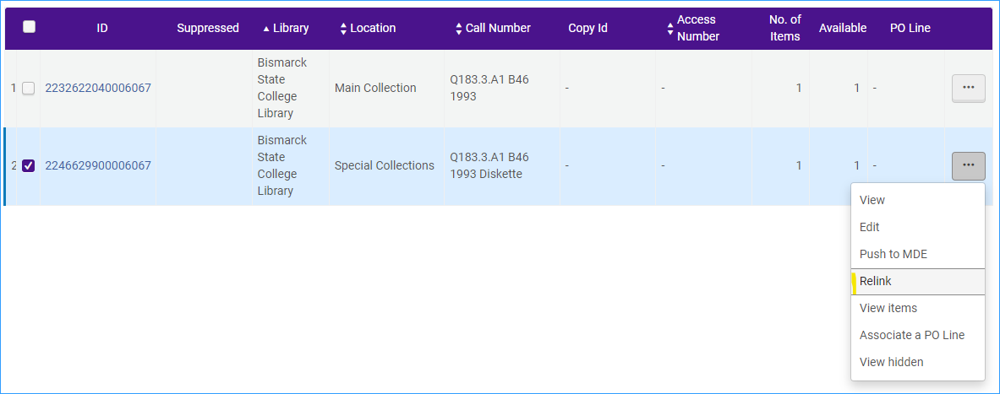 ID Suppressed Library Location Call Number Copy Id Access Number No. of Items Available PO Line
1 2232622040006067 Bismarck State College Library Main Collection Q183.3.A1 B46 1993 - - 1 1 - ...
2 2246629900006067 Bismarck State College Library Special Collections Q183.3.A1 B46 1993 Diskette - - 1 1 - ...
View
Edit
Push to MDE
Relink
View items
Associate a PO Line
View hidden